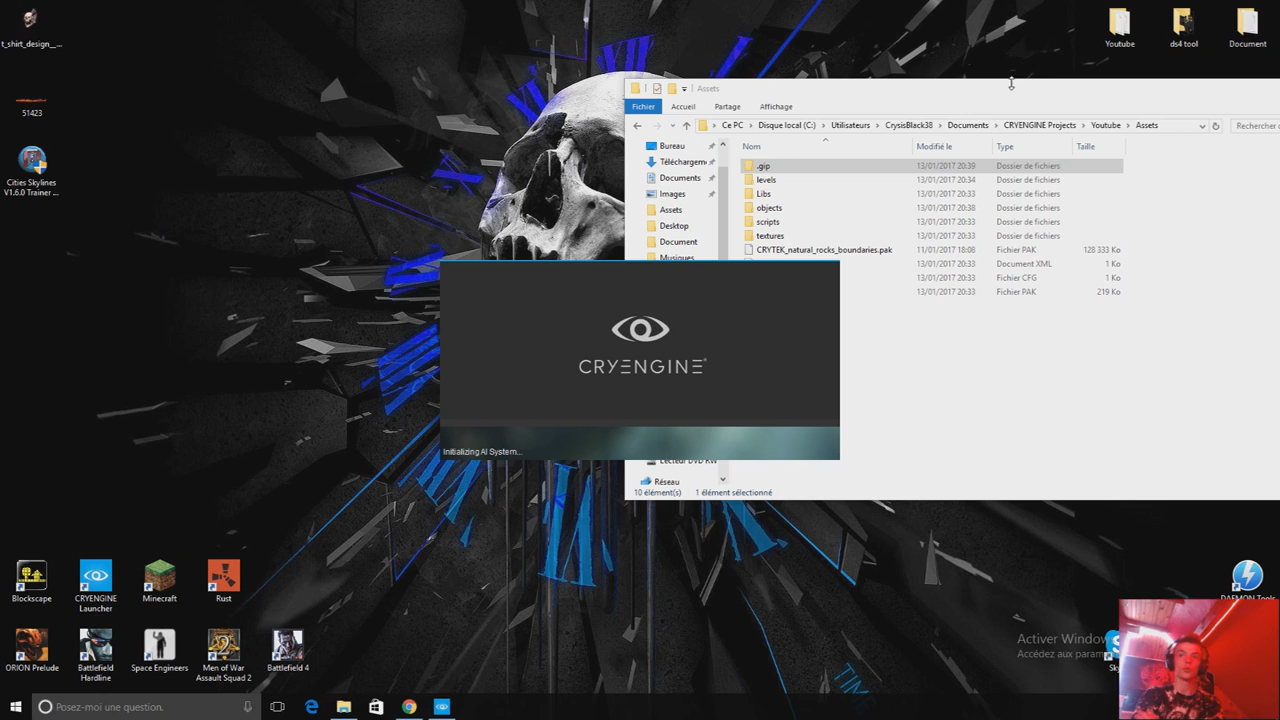 t_shirt_design__...
51423
Cities Skylines
V1.6.0 Trainer ...
Youtube
ds4 tool
Document
Assets
Fichier
Accueil
Partage
Affichage
Ce PC
Disque local (C:)
Utilisateurs
CrysisBlack38
Documents
CRYENGINE Projects
Youtube
Assets
Rechercher
Nom
Modifié le
Type
Taille
Bureau
Téléchargem
Documents
Images
Assets
Desktop
Document
Musiques
.gip 13/01/2017 20:39 Dossier de fichiers
levels 13/01/2017 20:34 Dossier de fichiers
Libs 13/01/2017 20:33 Dossier de fichiers
objects 13/01/2017 20:38 Dossier de fichiers
scripts 13/01/2017 20:33 Dossier de fichiers
textures 13/01/2017 20:33 Dossier de fichiers
CRYTEK_natural_rocks_boundaries.pak 11/01/2017 18:08 Fichier PAK 128 333 Ko
13/01/2017 20:33 Document XML 1 Ko
13/01/2017 20:33 Fichier CFG 1 Ko
13/01/2017 20:33 Fichier PAK 219 Ko
CRYENGINE®
Initializing AI System...
Lecteur DVD RW
Réseau
10 élément(s) 1 élément sélectionné
Blockscape
CRYENGINE
Launcher
Minecraft
Rust
DAEMON Tools
ORION Prelude
Battlefield
Hardline
Space Engineers
Men of War
Assault Squad 2
Battlefield 4
Activer Window
Accédez aux param
Sk
Posez-moi une question.